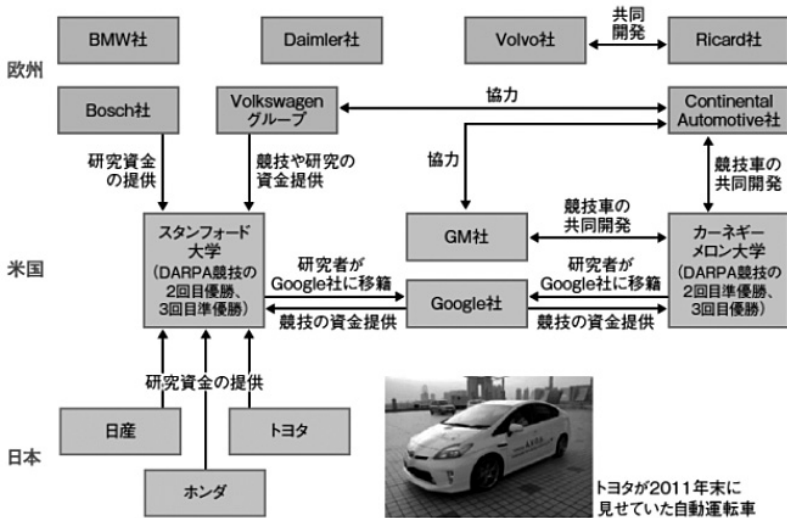 欧州
BMW社
Daimler社
Volvo社
共同
開発
Ricard社
Bosch社
Volkswagen
グループ
協力
Continental
Automotive社
研究資金
の提供
競技や研究の
資金提供
協力
競技車の
共同開発
米国
スタンフォード
大学
(DARPA競技の
2回目優勝、
3回目準優勝)
GM社
競技車の
共同開発
カーネギー
メロン大学
(DARPA競技の
2回目準優勝、
3回目優勝)
研究者が
Google社に移籍
Google社
研究者が
Google社に移籍
競技の資金提供
競技の資金提供
研究資金の提供
日本
日産
トヨタ
ホンダ
トヨタが2011年末に
見せていた自動運転車